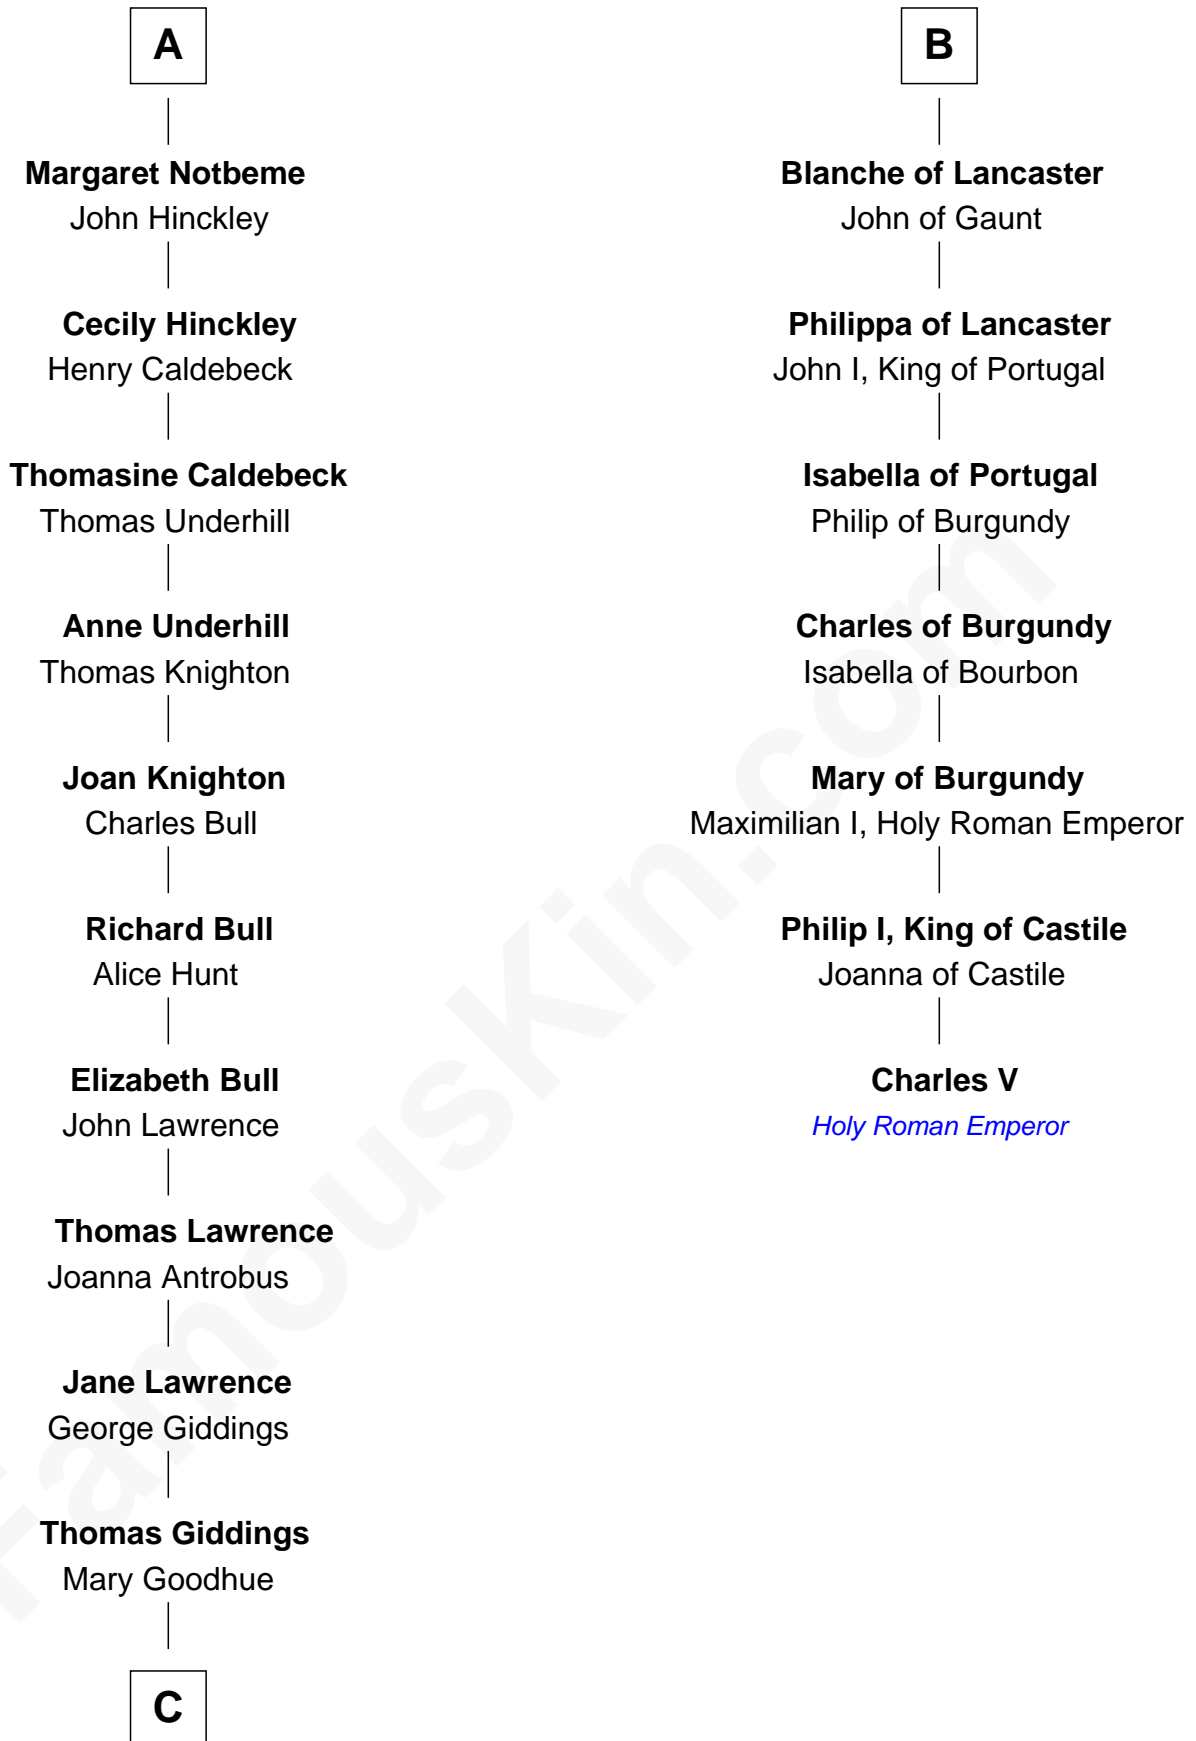 A
Margaret Notbeme
John Hinckley
Cecily Hinckley
Henry Caldebeck
Thomasine Caldebeck
Thomas Underhill
Anne Underhill
Thomas Knighton
Joan Knighton
Charles Bull
Richard Bull
Alice Hunt
Elizabeth Bull
John Lawrence
Thomas Lawrence
Joanna Antrobus
Jane Lawrence
George Giddings
Thomas Giddings
Mary Goodhue
C
B
Blanche of Lancaster
John of Gaunt
Philippa of Lancaster
John I, King of Portugal
Isabella of Portugal
Philip of Burgundy
Charles of Burgundy
Isabella of Bourbon
Mary of Burgundy
Maximilian I, Holy Roman Emperor
Philip I, King of Castile
Joanna of Castile
Charles V
Holy Roman Emperor
FamousKin.com